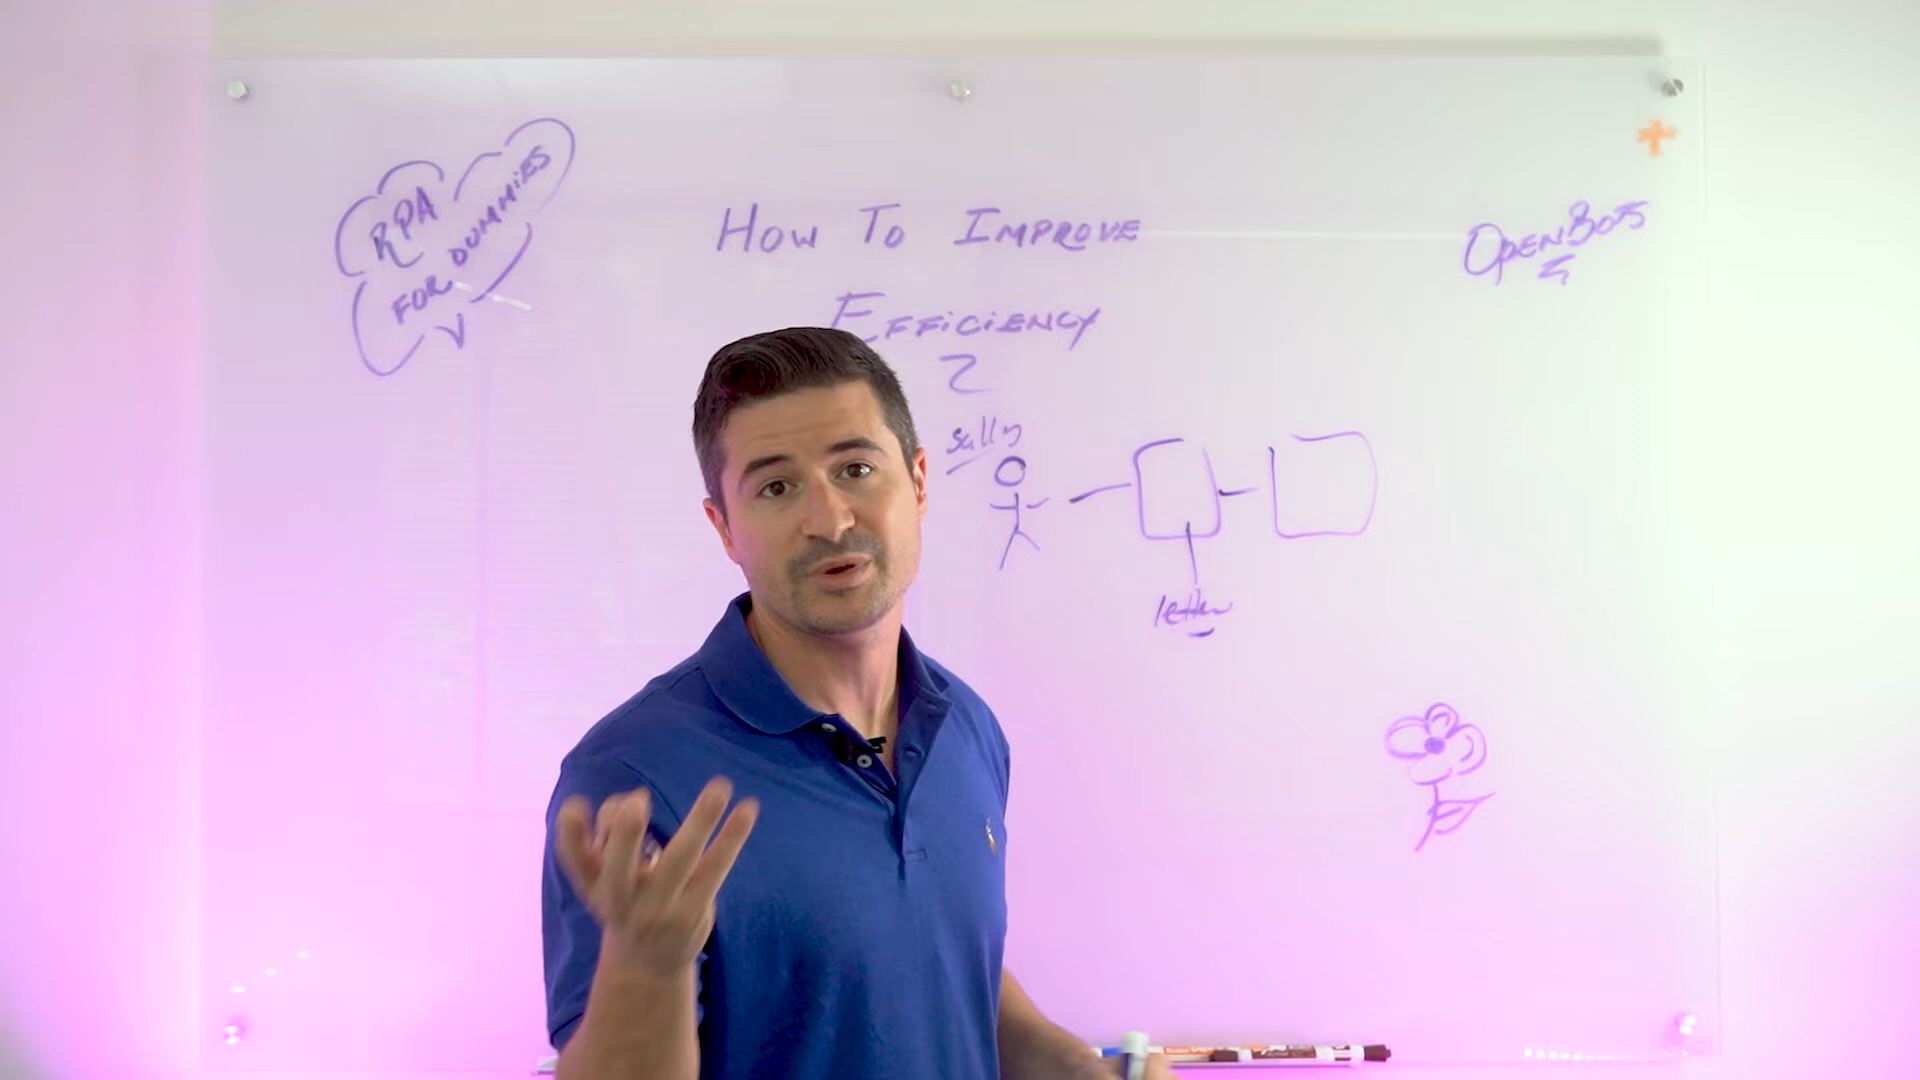 RPA
FOR DUMMiES
HOW TO IMPROVE
EFFiCiENCY
OPENBOTS
sally
letter